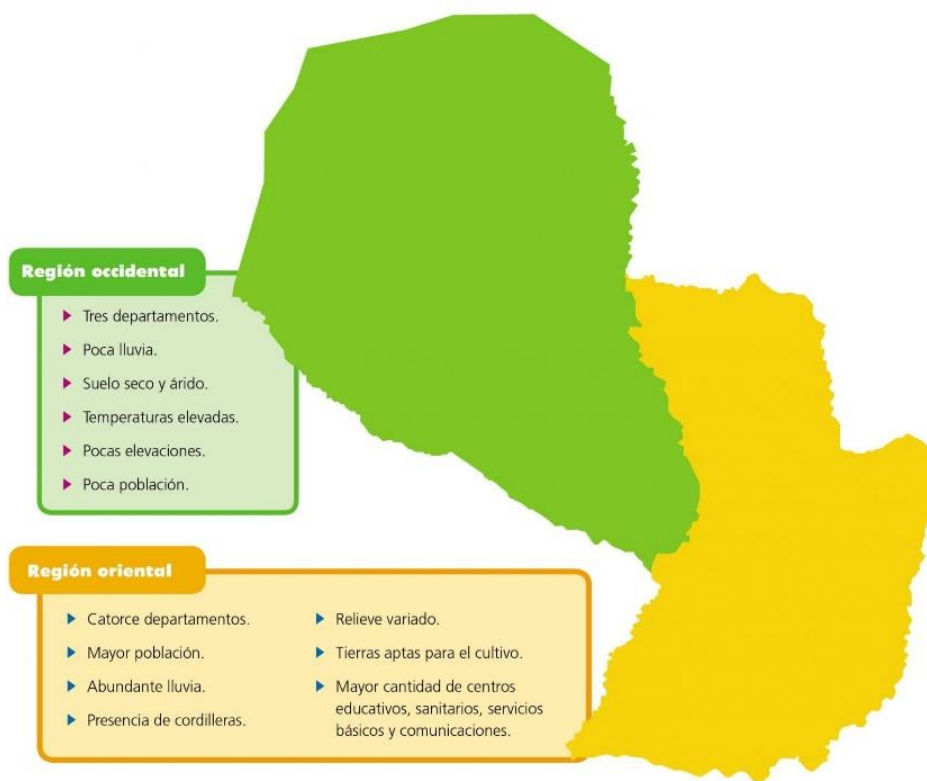 Región occidental
Tres departamentos.
Poca lluvia.
Suelo seco y árido.
Temperaturas elevadas.
Pocas elevaciones.
Poca población.
Región oriental
Catorce departamentos.
Mayor población.
Abundante lluvia.
Presencia de cordilleras.
Relieve variado.
Tierras aptas para el cultivo.
Mayor cantidad de centros
educativos, sanitarios, servicios
básicos y comunicaciones.